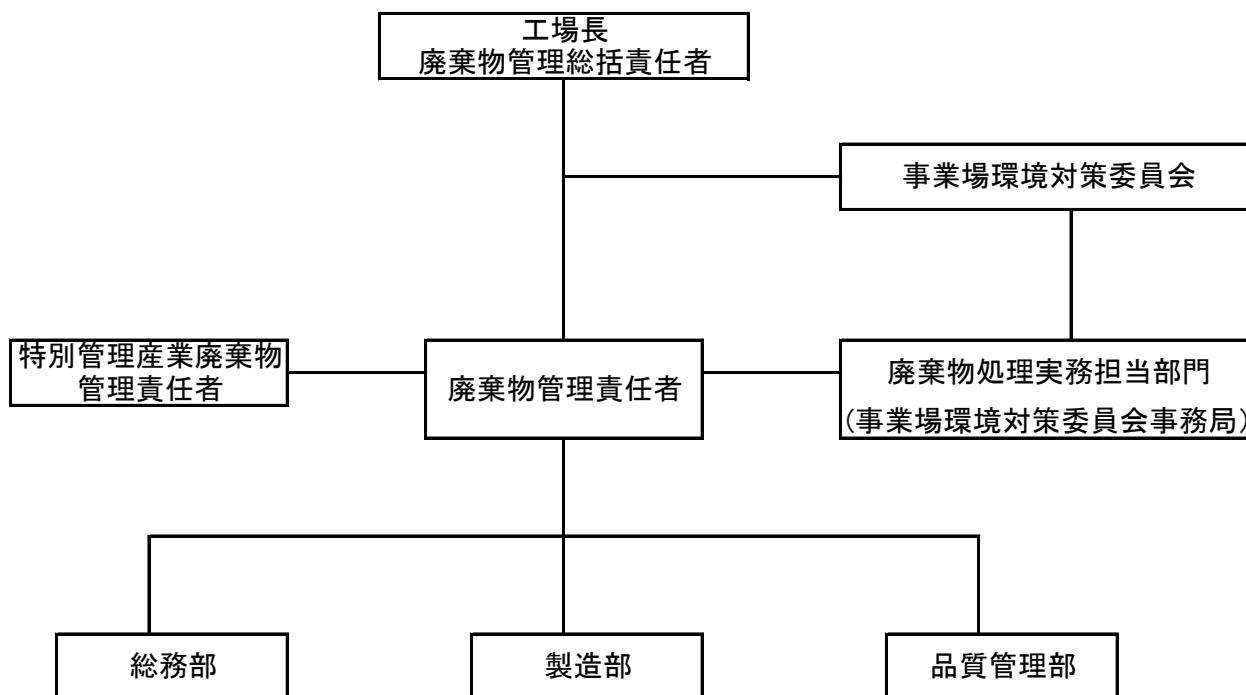 工場長
廃棄物管理総括責任者
事業場環境対策委員会
特別管理産業廃棄物
管理責任者
廃棄物管理責任者
廃棄物処理実務担当部門
(事業場環境対策委員会事務局)
総務部
製造部
品質管理部